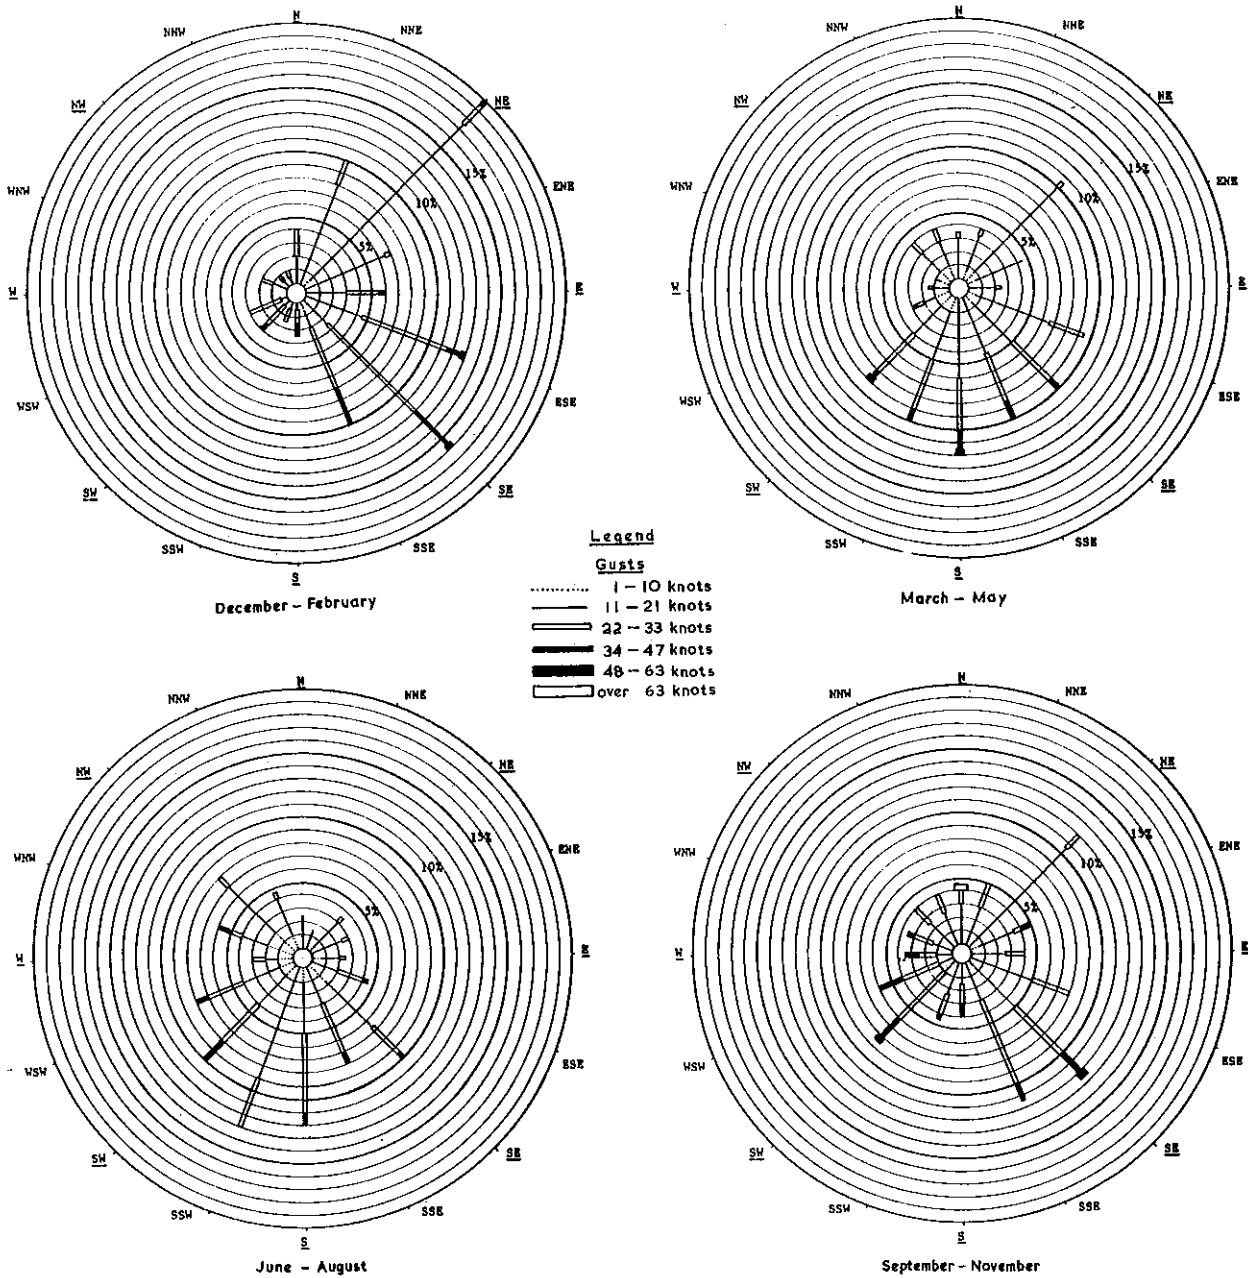 N
NNW
NNE
NW
NE
15%
WNW
ENE
10%
5%
W
E
WSW
ESE
SW
SE
SSW
SSE
S
December – February
N
NNW
NNE
NW
NE
15%
WNW
ENE
10%
5%
W
E
WSW
ESE
SW
SE
SSW
SSE
S
March – May
Legend
Gusts
1 – 10 knots
11 – 21 knots
22 – 33 knots
34 – 47 knots
48 – 63 knots
over 63 knots
N
NNW
NNE
NW
NE
15%
WNW
ENE
10%
5%
W
E
WSW
ESE
SW
SE
SSW
SSE
S
June – August
N
NNW
NNE
NW
NE
15%
WNW
ENE
10%
5%
W
E
WSW
ESE
SW
SE
SSW
SSE
S
September – November